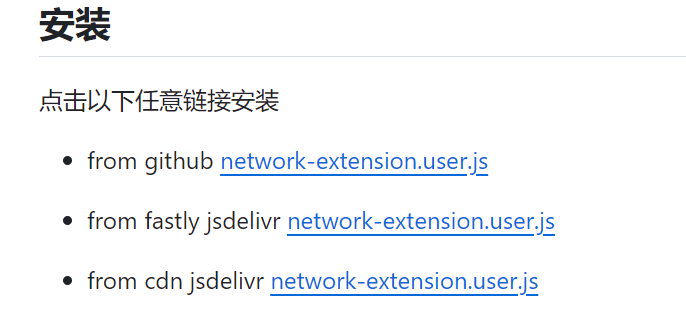 安装
点击以下任意链接安装
from github network-extension.user.js
from fastly jsdelivr network-extension.user.js
from cdn jsdelivr network-extension.user.js